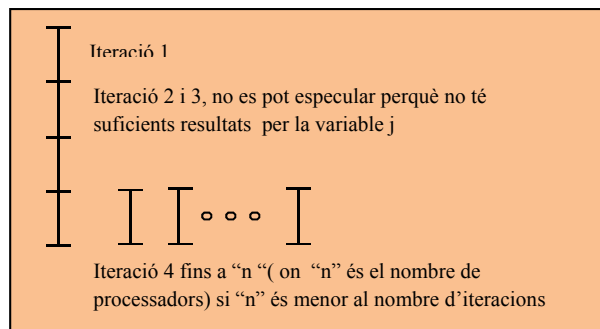 Iteració 1
Iteració 2 i 3, no es pot especular perquè no té
suficients resultats per la variable j
Iteració 4 fins a “n “( on “n” és el nombre de
processadors) si “n” és menor al nombre d’iteracions